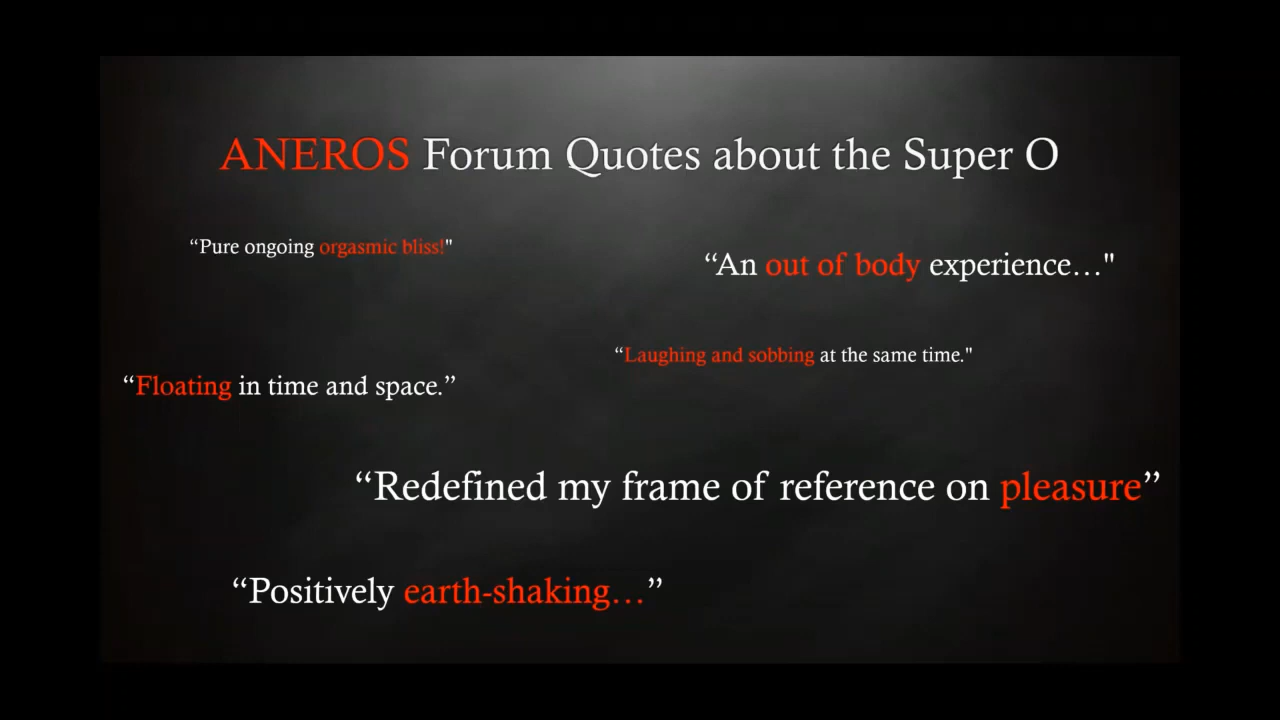 ANEROS Forum Quotes about the Super O
“Pure ongoing orgasmic bliss!"
“An out of body experience…"
“Laughing and sobbing at the same time."
“Floating in time and space.”
“Redefined my frame of reference on pleasure”
“Positively earth-shaking…”